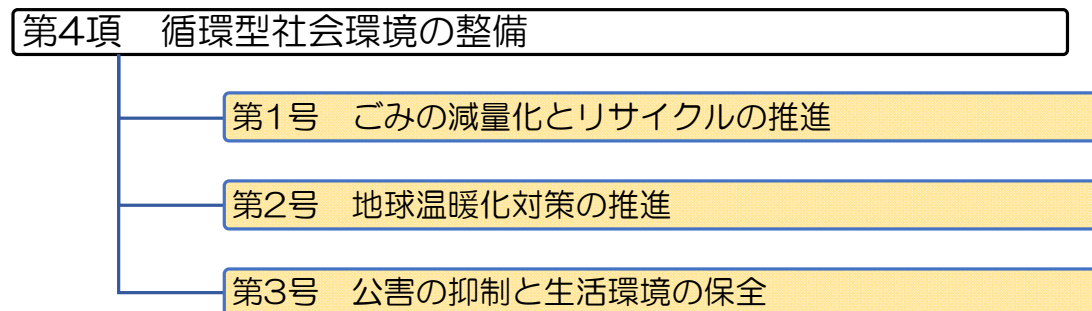 第4項　循環型社会環境の整備
第1号　ごみの減量化とリサイクルの推進
第2号　地球温暖化対策の推進
第3号　公害の抑制と生活環境の保全